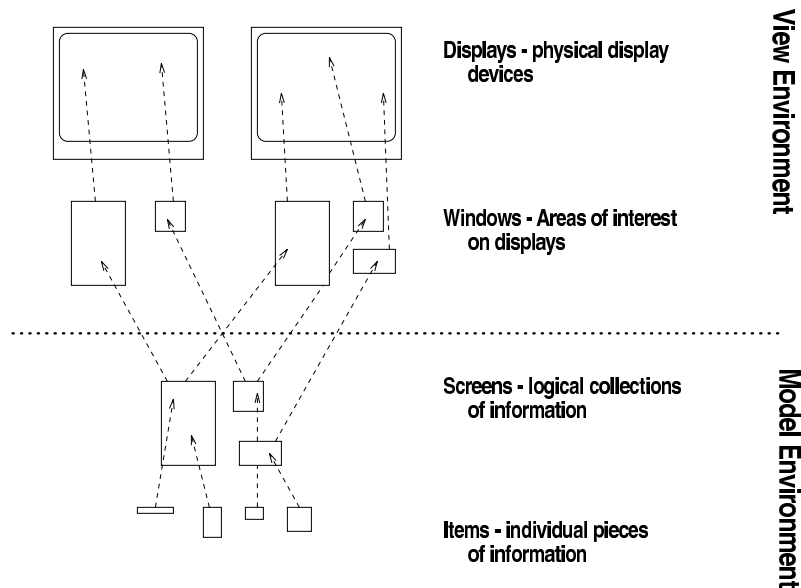 Displays - physical display
devices
View Environment
Windows - Areas of interest
on displays
Screens - logical collections
of information
Model Environment
Items - individual pieces
of information